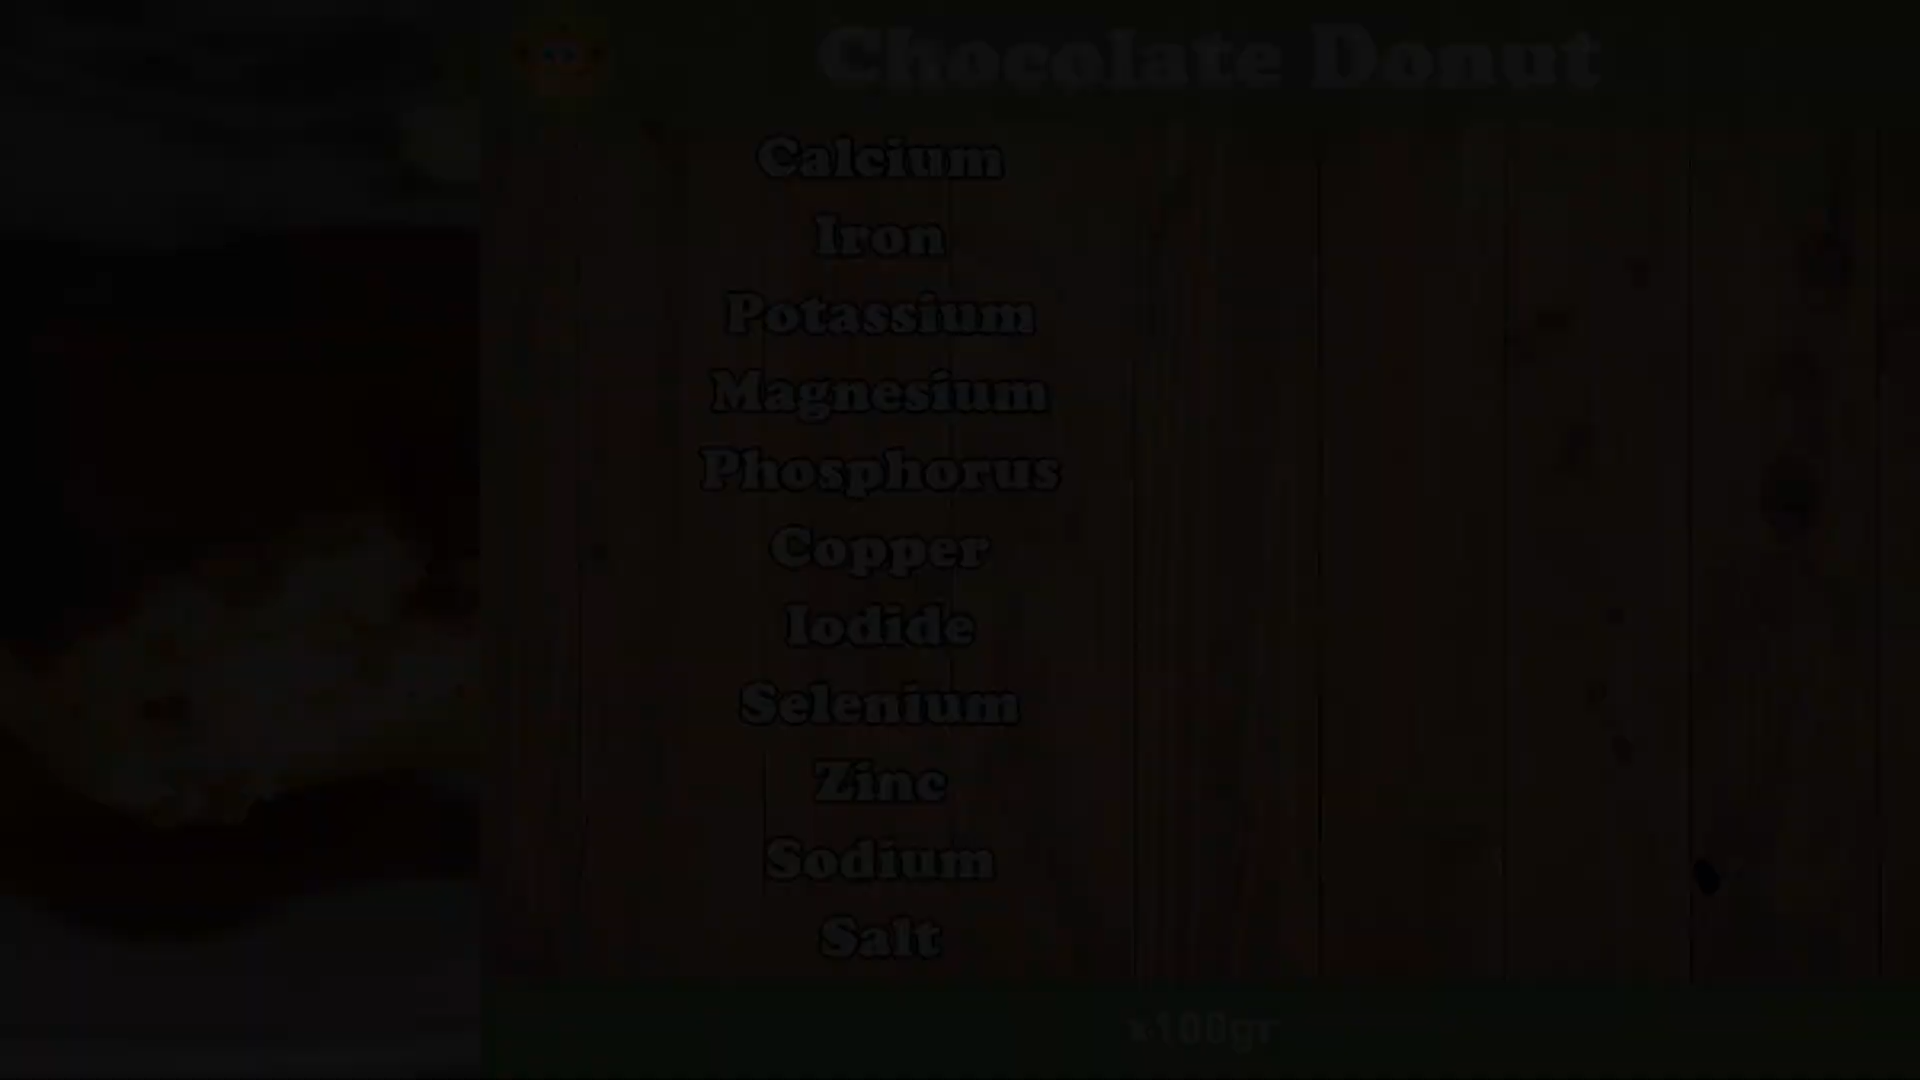 Chocolate Donut
Calcium
Iron
Potassium
Magnesium
Phosphorus
Copper
Iodide
Selenium
Zinc
Sodium
Salt
x100gr